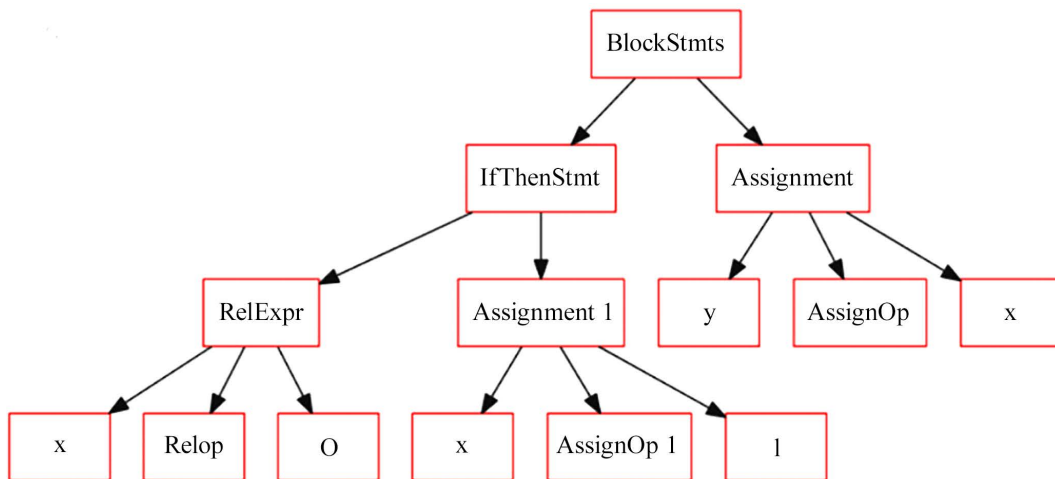 BlockStmts
IfThenStmt
Assignment
RelExpr
Assignment 1
y
AssignOp
x
x
Relop
O
x
AssignOp 1
l